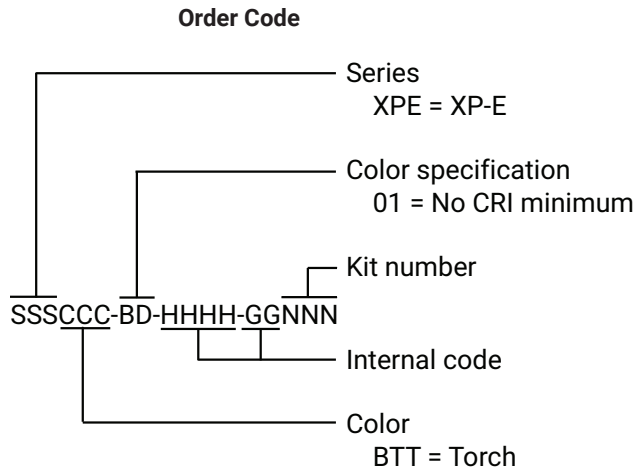 Order Code
Series
XPE = XP-E
Color specification
01 = No CRI minimum
Kit number
SSSCCC-BD-HHHH-GGNNN
Internal code
Color
BTT = Torch